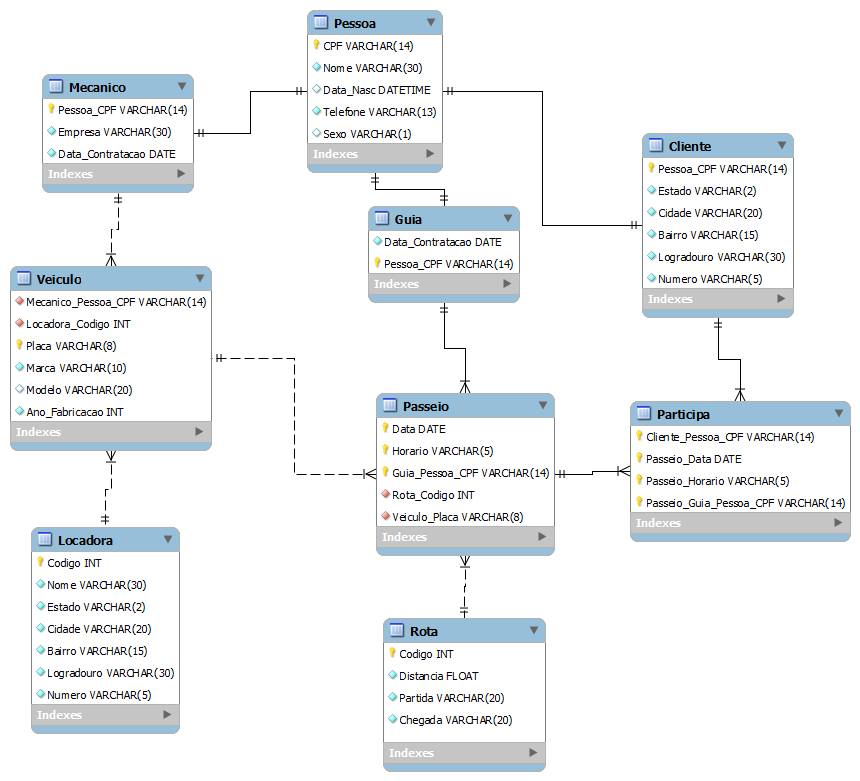 Pessoa
CPF VARCHAR(14)
Nome VARCHAR(30)
Data_Nasc DATETIME
Telefone VARCHAR(13)
Sexo VARCHAR(1)
Indexes
Mecanico
Pessoa_CPF VARCHAR(14)
Empresa VARCHAR(30)
Data_Contratacao DATE
Indexes
Cliente
Pessoa_CPF VARCHAR(14)
Estado VARCHAR(2)
Cidade VARCHAR(20)
Bairro VARCHAR(15)
Logradouro VARCHAR(30)
Numero VARCHAR(5)
Indexes
Guia
Data_Contratacao DATE
Pessoa_CPF VARCHAR(14)
Indexes
Veiculo
Mecanico_Pessoa_CPF VARCHAR(14)
Locadora_Codigo INT
Placa VARCHAR(8)
Marca VARCHAR(10)
Modelo VARCHAR(20)
Ano_Fabricacao INT
Indexes
Passeio
Data DATE
Horario VARCHAR(5)
Guia_Pessoa_CPF VARCHAR(14)
Rota_Codigo INT
Veiculo_Placa VARCHAR(8)
Indexes
Participa
Cliente_Pessoa_CPF VARCHAR(14)
Passeio_Data DATE
Passeio_Horario VARCHAR(5)
Passeio_Guia_Pessoa_CPF VARCHAR(14)
Indexes
Locadora
Codigo INT
Nome VARCHAR(30)
Estado VARCHAR(2)
Cidade VARCHAR(20)
Bairro VARCHAR(15)
Logradouro VARCHAR(30)
Numero VARCHAR(5)
Indexes
Rota
Codigo INT
Distancia FLOAT
Partida VARCHAR(20)
Chegada VARCHAR(20)
Indexes